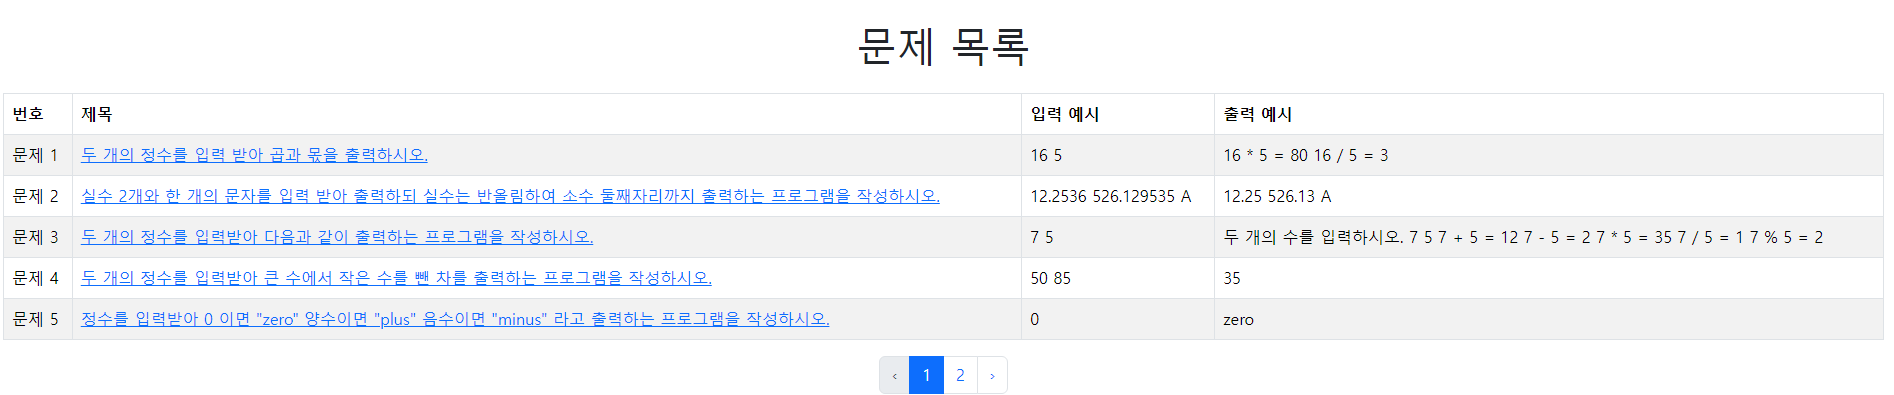 문제 목록
번호 제목 입력 예시 출력 예시
문제 1 두 개의 정수를 입력 받아 곱과 몫을 출력하시오. 16 5 16 * 5 = 80 16 / 5 = 3
문제 2 실수 2개와 한 개의 문자를 입력 받아 출력하되 실수는 반올림하여 소수 둘째자리까지 출력하는 프로그램을 작성하시오. 12.2536 526.129535 A 12.25 526.13 A
문제 3 두 개의 정수를 입력받아 다음과 같이 출력하는 프로그램을 작성하시오. 7 5 두 개의 수를 입력하시오. 7 5 7 + 5 = 12 7 - 5 = 2 7 * 5 = 35 7 / 5 = 1 7 % 5 = 2
문제 4 두 개의 정수를 입력받아 큰 수에서 작은 수를 뺀 차를 출력하는 프로그램을 작성하시오. 50 85 35
문제 5 정수를 입력받아 0 이면 "zero" 양수이면 "plus" 음수이면 "minus" 라고 출력하는 프로그램을 작성하시오. 0 zero
‹ 1 2 ›